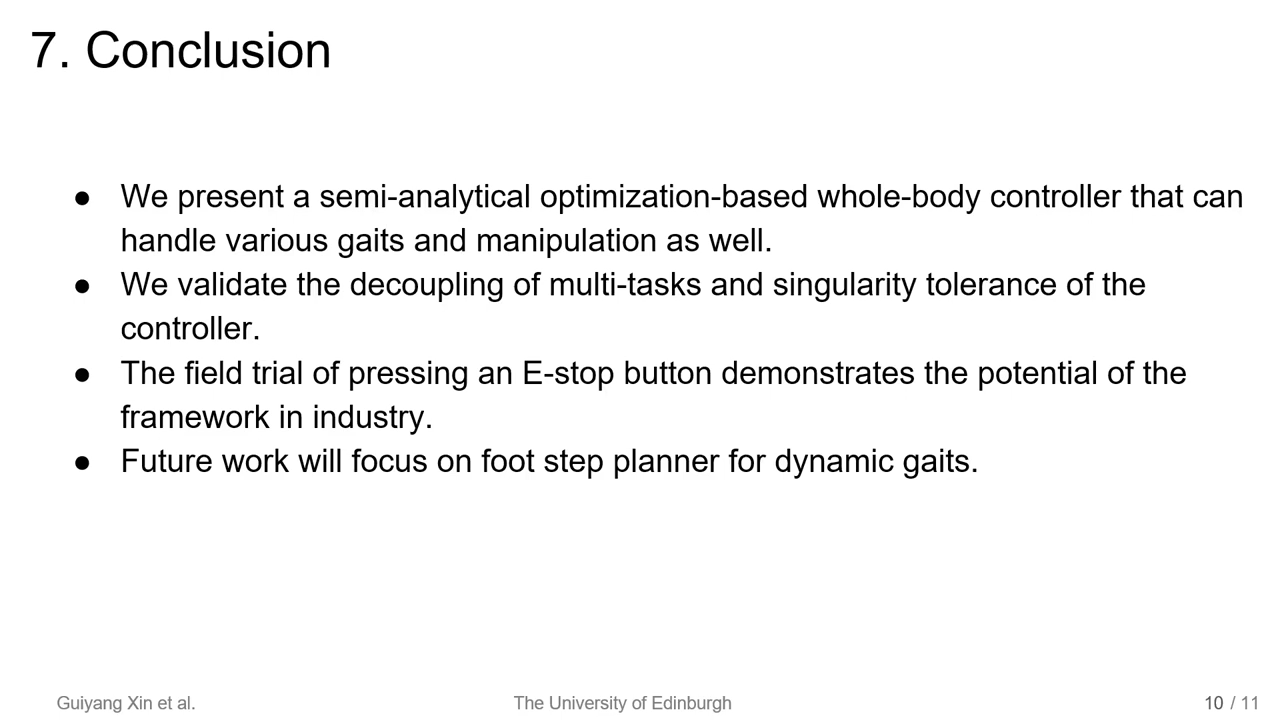 7. Conclusion
● We present a semi-analytical optimization-based whole-body controller that can
handle various gaits and manipulation as well.
● We validate the decoupling of multi-tasks and singularity tolerance of the
controller.
● The field trial of pressing an E-stop button demonstrates the potential of the
framework in industry.
● Future work will focus on foot step planner for dynamic gaits.
Guiyang Xin et al.
The University of Edinburgh
10 / 11